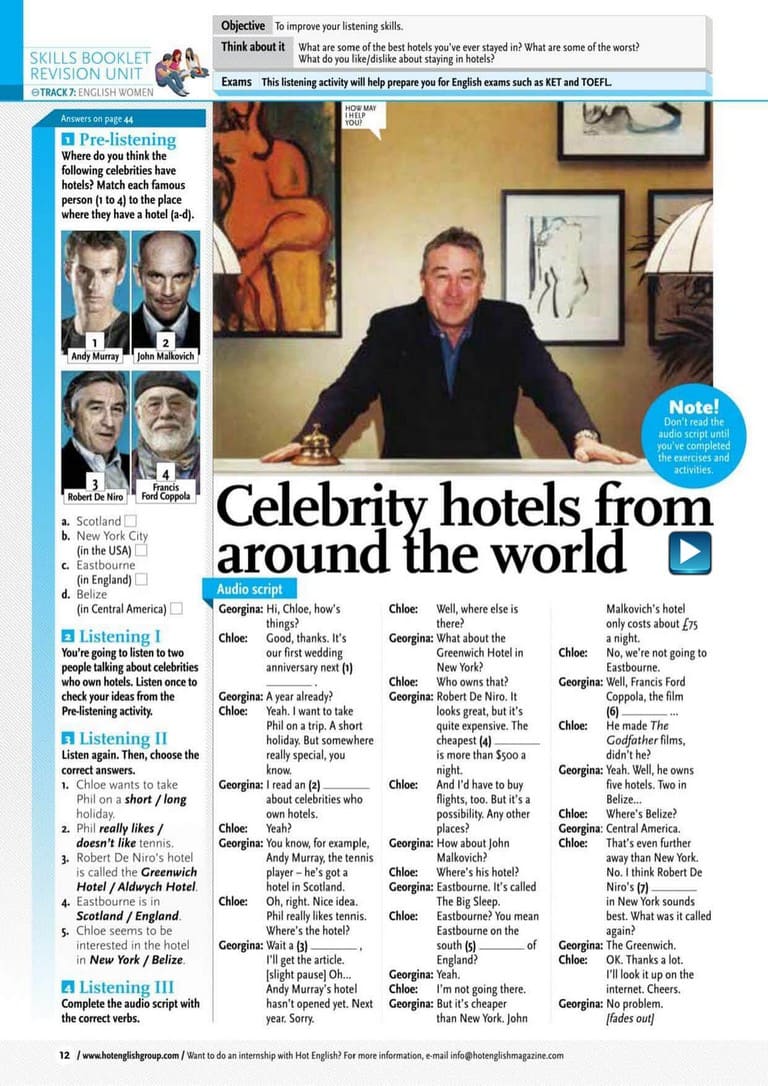 Objective To improve your listening skills.
Think about it What are some of the best hotels you've ever stayed in? What are some of the worst?
What do you like/dislike about staying in hotels?
Exams This listening activity will help prepare you for English exams such as KET and TOEFL.
SKILLS BOOKLET
REVISION UNIT
TRACK 7: ENGLISH WOMEN
Answers on page 44
1 Pre-listening
Where do you think the
following celebrities have
hotels? Match each famous
person (1 to 4) to the place
where they have a hotel (a-d).
1
Andy Murray
2
John Malkovich
3
Robert De Niro
4
Francis
Ford Coppola
a. Scotland
b. New York City
(in the USA)
c. Eastbourne
(in England)
d. Belize
(in Central America)
2 Listening I
You're going to listen to two
people talking about celebrities
who own hotels. Listen once to
check your ideas from the
Pre-listening activity.
3 Listening II
Listen again. Then, choose the
correct answers.
1. Chloe wants to take
Phil on a short / long
holiday.
2. Phil really likes /
doesn't like tennis.
3. Robert De Niro's hotel
is called the Greenwich
Hotel / Aldwych Hotel.
4. Eastbourne is in
Scotland / England.
5. Chloe seems to be
interested in the hotel
in New York / Belize.
4 Listening III
Complete the audio script with
the correct verbs.
HOW MAY
I HELP
YOU?
Note!
Don't read the
audio script until
you've completed
the exercises and
activities.
Celebrity hotels from
around the world
Audio script
Georgina: Hi, Chloe, how's
things?
Chloe: Good, thanks. It's
our first wedding
anniversary next (1)
________ .
Georgina: A year already?
Chloe: Yeah. I want to take
Phil on a trip. A short
holiday. But somewhere
really special, you
know.
Georgina: I read an (2) ________
about celebrities who
own hotels.
Chloe: Yeah?
Georgina: You know, for example,
Andy Murray, the tennis
player – he's got a
hotel in Scotland.
Chloe: Oh, right. Nice idea.
Phil really likes tennis.
Where's the hotel?
Georgina: Wait a (3) ________ ,
I'll get the article.
[slight pause] Oh...
Andy Murray's hotel
hasn't opened yet. Next
year. Sorry.
Chloe: Well, where else is
there?
Georgina: What about the
Greenwich Hotel in
New York?
Chloe: Who owns that?
Georgina: Robert De Niro. It
looks great, but it's
quite expensive. The
cheapest (4) ________
is more than $500 a
night.
Chloe: And I'd have to buy
flights, too. But it's a
possibility. Any other
places?
Georgina: How about John
Malkovich?
Chloe: Where's his hotel?
Georgina: Eastbourne. It's called
The Big Sleep.
Chloe: Eastbourne? You mean
Eastbourne on the
south (5) ________ of
England?
Georgina: Yeah.
Chloe: I'm not going there.
Georgina: But it's cheaper
than New York. John
Malkovich's hotel
only costs about £75
a night.
Chloe: No, we're not going to
Eastbourne.
Georgina: Well, Francis Ford
Coppola, the film
(6) ________ ...
Chloe: He made The
Godfather films,
didn't he?
Georgina: Yeah. Well, he owns
five hotels. Two in
Belize...
Chloe: Where's Belize?
Georgina: Central America.
Chloe: That's even further
away than New York.
No. I think Robert De
Niro's (7) ________
in New York sounds
best. What was it called
again?
Georgina: The Greenwich.
Chloe: OK. Thanks a lot.
I'll look it up on the
internet. Cheers.
Georgina: No problem.
[fades out]
12 / www.hotenglishgroup.com / Want to do an internship with Hot English? For more information, e-mail info@hotenglishmagazine.com